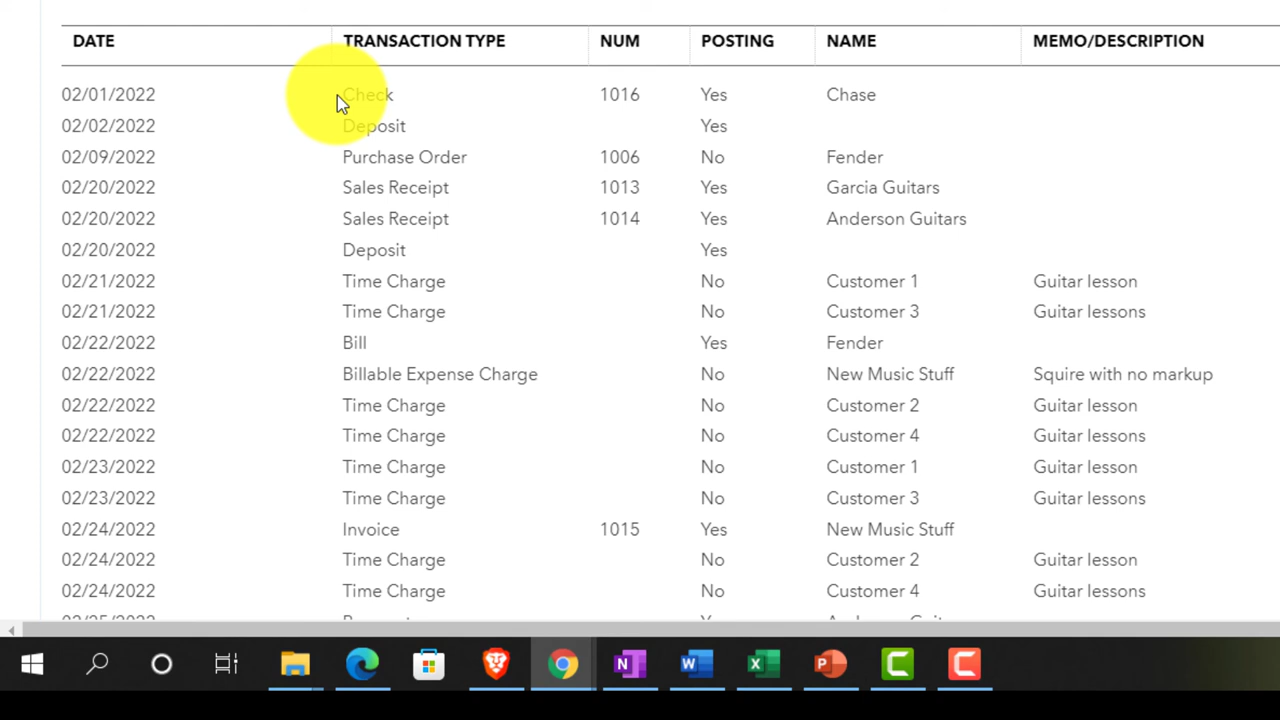 DATE TRANSACTION TYPE NUM POSTING NAME MEMO/DESCRIPTION
02/01/2022 Check 1016 Yes Chase
02/02/2022 Deposit Yes
02/09/2022 Purchase Order 1006 No Fender
02/20/2022 Sales Receipt 1013 Yes Garcia Guitars
02/20/2022 Sales Receipt 1014 Yes Anderson Guitars
02/20/2022 Deposit Yes
02/21/2022 Time Charge No Customer 1 Guitar lesson
02/21/2022 Time Charge No Customer 3 Guitar lessons
02/22/2022 Bill Yes Fender
02/22/2022 Billable Expense Charge No New Music Stuff Squire with no markup
02/22/2022 Time Charge No Customer 2 Guitar lesson
02/22/2022 Time Charge No Customer 4 Guitar lessons
02/23/2022 Time Charge No Customer 1 Guitar lesson
02/23/2022 Time Charge No Customer 3 Guitar lessons
02/24/2022 Invoice 1015 Yes New Music Stuff
02/24/2022 Time Charge No Customer 2 Guitar lesson
02/24/2022 Time Charge No Customer 4 Guitar lessons
N W X P C C